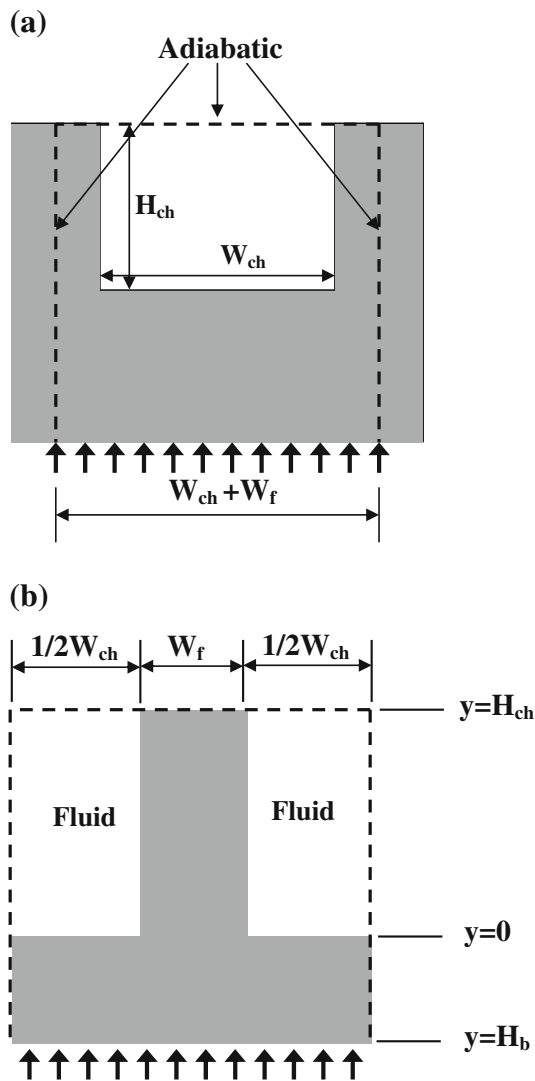 (a)
Adiabatic
H_ch
W_ch
W_ch+W_f
(b)
1/2W_ch W_f 1/2W_ch
y=H_ch
Fluid Fluid
y=0
y=H_b